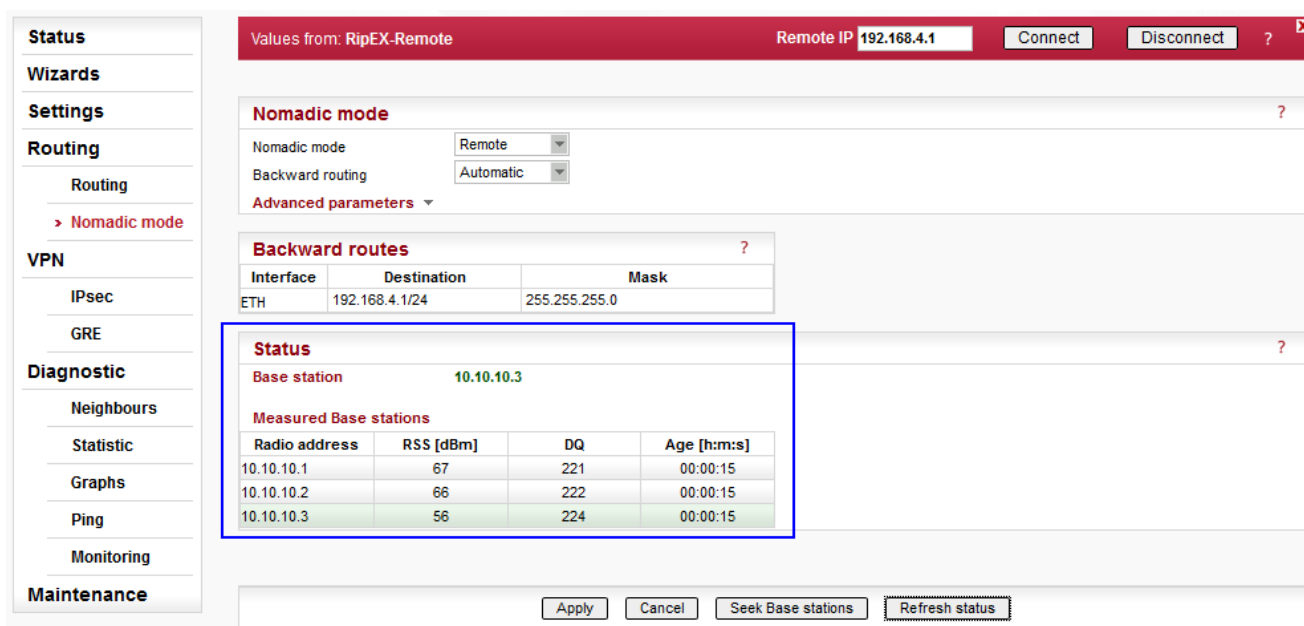 Status
Wizards
Settings
Routing
Routing
> Nomadic mode
VPN
IPsec
GRE
Diagnostic
Neighbours
Statistic
Graphs
Ping
Monitoring
Maintenance
Values from: RipEX-Remote Remote IP 192.168.4.1 Connect Disconnect ?
Nomadic mode ?
Nomadic mode Remote
Backward routing Automatic
Advanced parameters
Backward routes ?
Interface Destination Mask
ETH 192.168.4.1/24 255.255.255.0
Status ?
Base station 10.10.10.3
Measured Base stations
Radio address RSS [dBm] DQ Age [h:m:s]
10.10.10.1 67 221 00:00:15
10.10.10.2 66 222 00:00:15
10.10.10.3 56 224 00:00:15
Apply Cancel Seek Base stations Refresh status